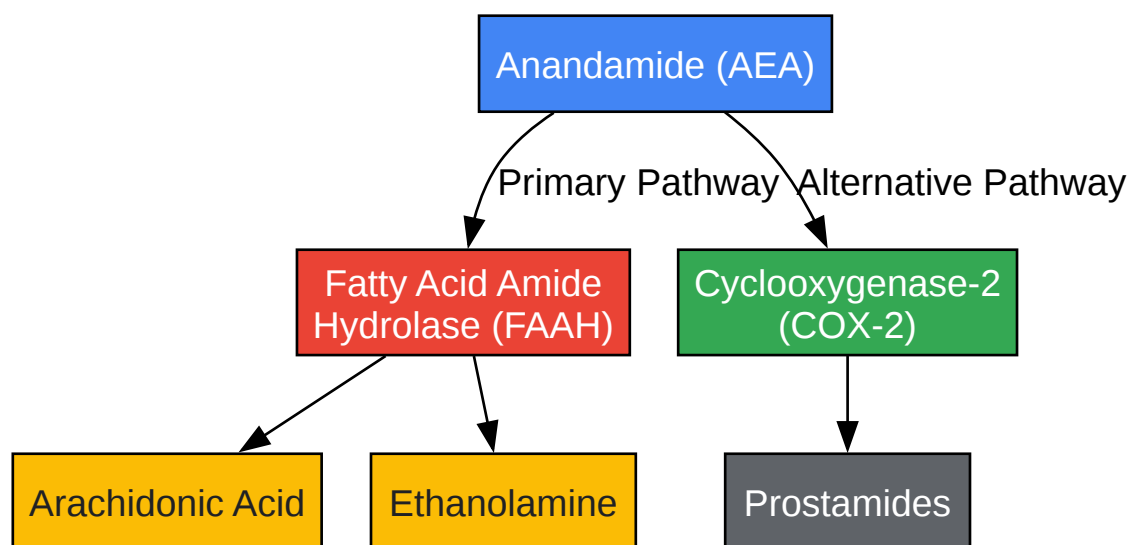 Anandamide (AEA)
Primary Pathway
Alternative Pathway
Fatty Acid Amide
Hydrolase (FAAH)
Cyclooxygenase-2
(COX-2)
Arachidonic Acid
Ethanolamine
Prostamides